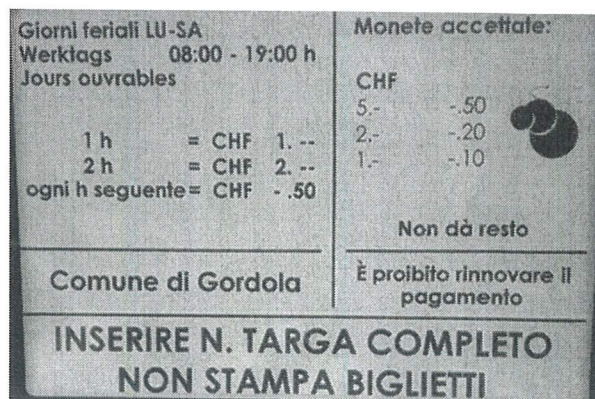 Giorni feriali LU-SA
Werktags 08:00 - 19:00 h
Jours ouvrables
1 h = CHF 1. --
2 h = CHF 2. --
ogni h seguente = CHF - .50
Monete accettate:
CHF
5.- -.50
2.- -.20
1.- -.10
Non dà resto
Comune di Gordola
È proibito rinnovare il
pagamento
INSERIRE N. TARGA COMPLETO
NON STAMPA BIGLIETTI